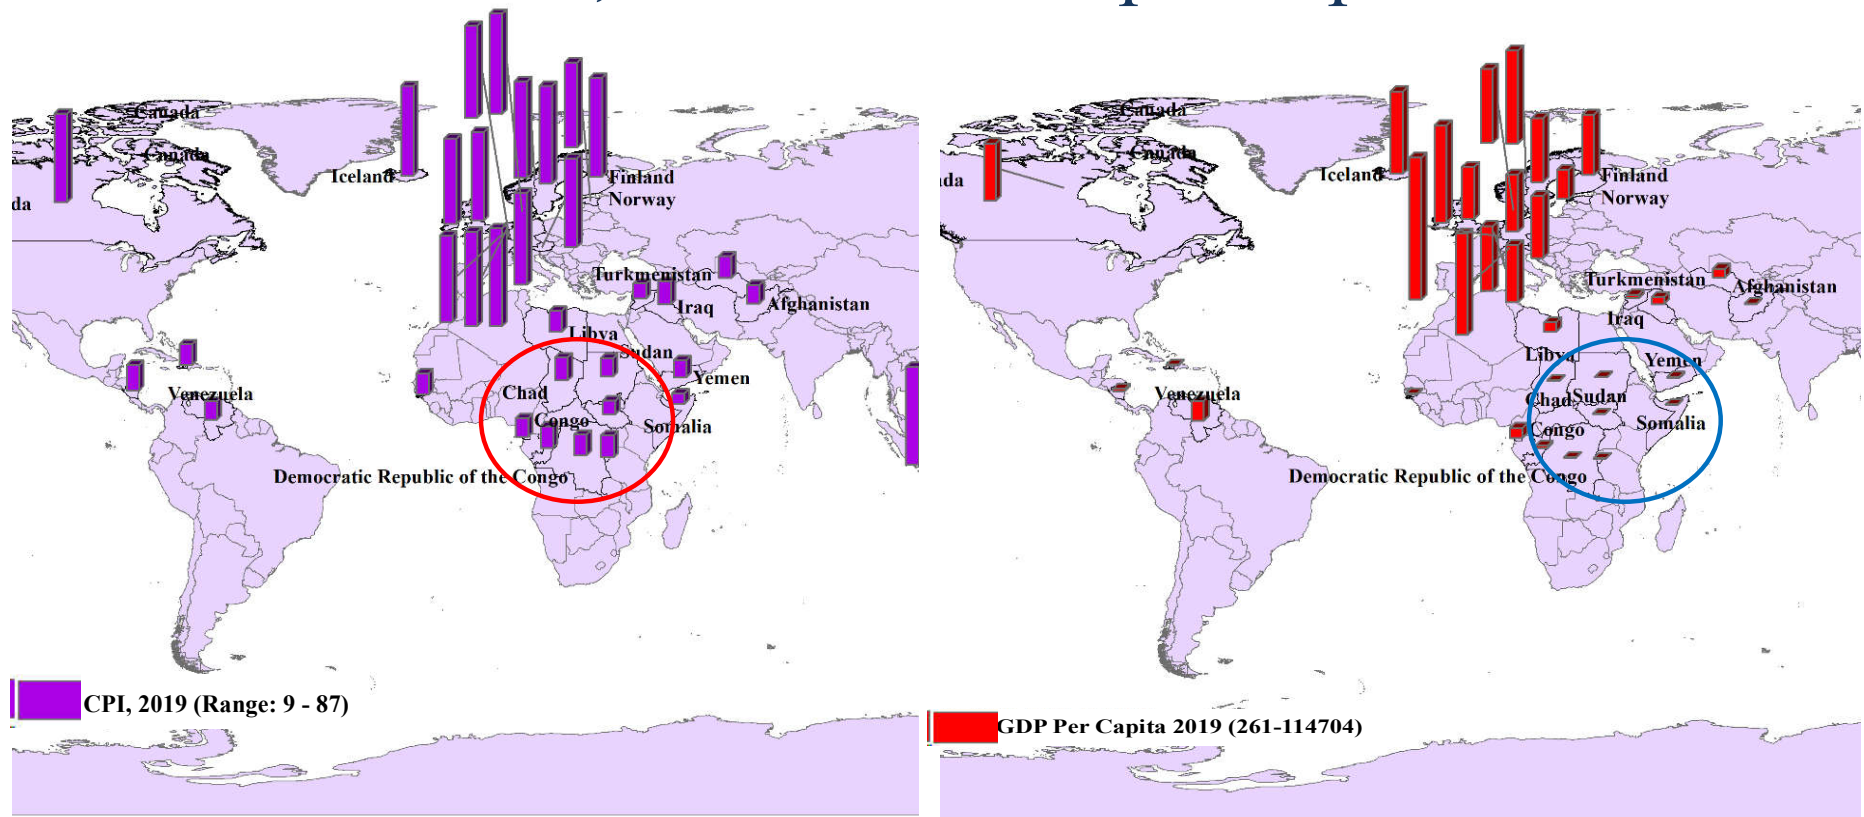 Canada
Canada
da
Iceland
Finland
Norway
Turkmenistan
Afghanistan
Iraq
Libya
Sudan
Chad
Yemen
Venezuela
Congo
Somalia
Democratic Republic of the Congo
CPI, 2019 (Range: 9 - 87)
Canada
Canada
da
Iceland
Finland
Norway
Turkmenistan
Afghanistan
Iraq
Libya
Yemen
Venezuela
Chad
Sudan
Congo
Somalia
Democratic Republic of the Congo
GDP Per Capita 2019 (261-114704)